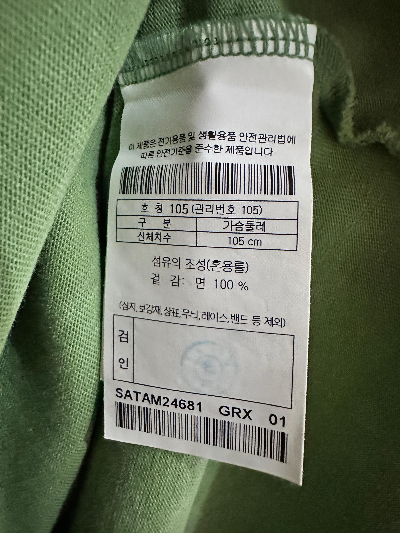 이 제품은 전기용품 및 생활용품 안전관리법에
따른 안전기준을 준수한 제품입니다
호 칭 105 (관리번호 105)
구 분 가슴둘레
신체치수 105 cm
섬유의 조성(혼용률)
겉 감: 면 100 %
(심지, 보강재, 상표, 무늬, 레이스, 밴드 등 제외)
검
인
SATAM24681 GRX 01